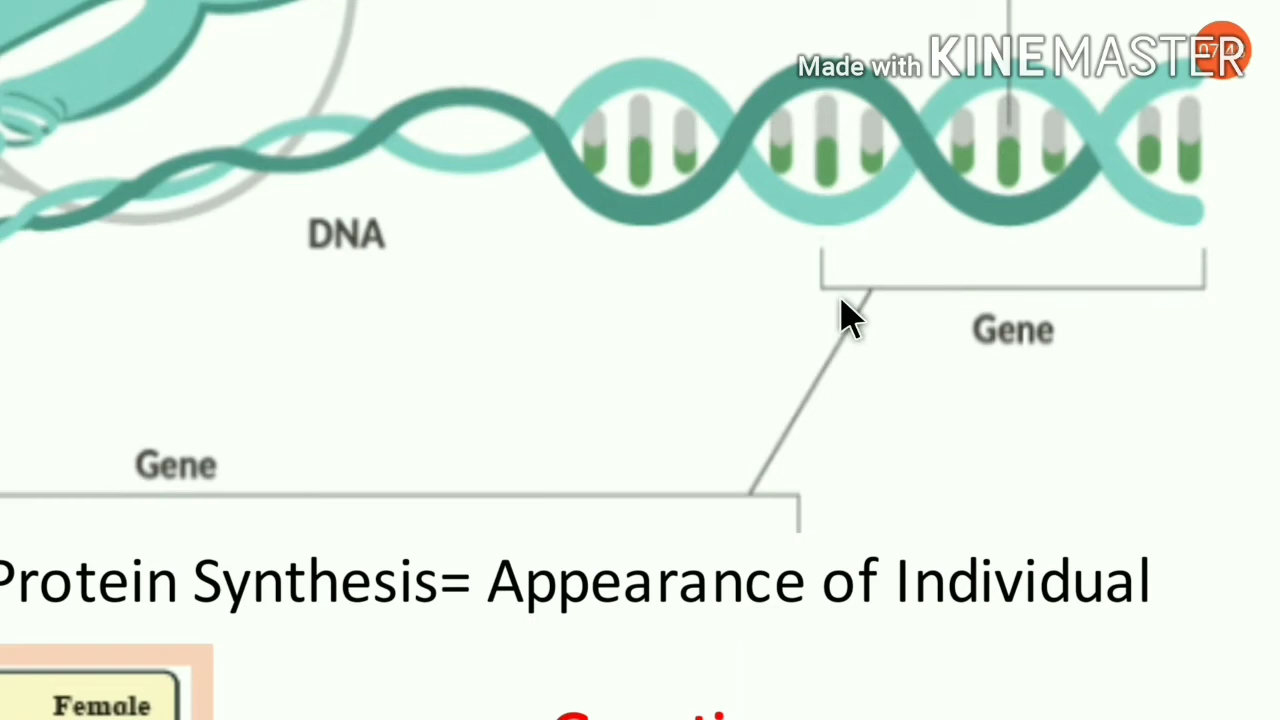 Made with KINEMASTER
DNA
Gene
Gene
Protein Synthesis= Appearance of Individual
Female